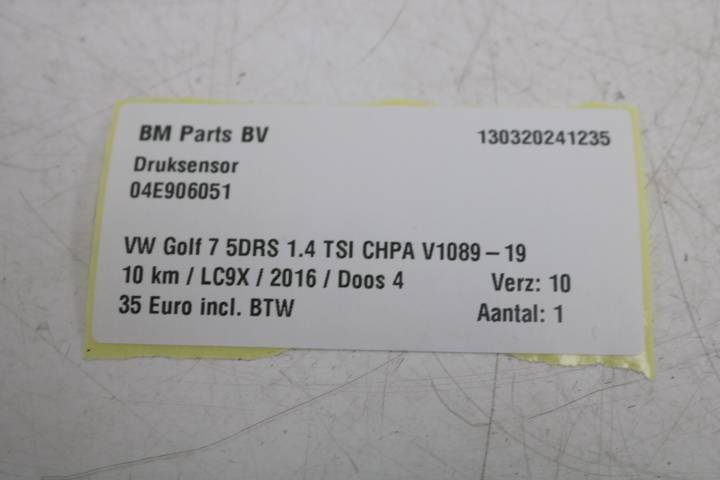 BM Parts BV 130320241235
Druksensor
04E906051
VW Golf 7 5DRS 1.4 TSI CHPA V1089-19
10 km / LC9X / 2016 / Doos 4 Verz: 10
35 Euro incl. BTW Aantal: 1